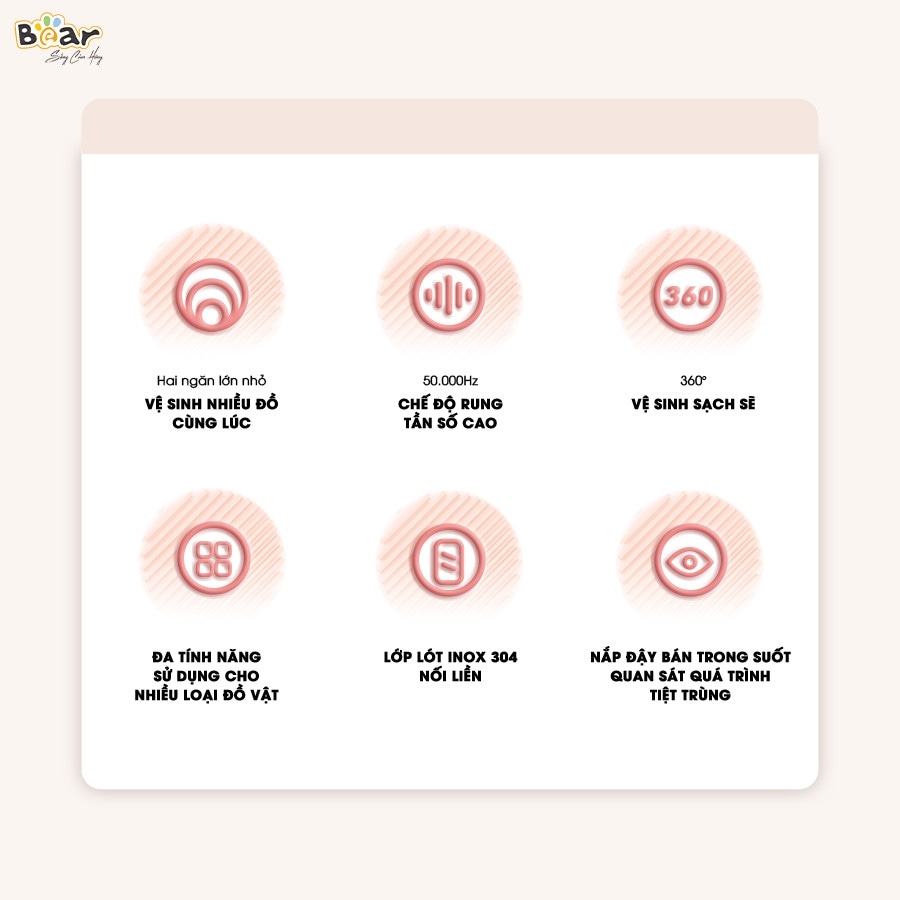 Bear
Sống Cảm Hứng
Hai ngăn lớn nhỏ
VỆ SINH NHIỀU ĐỒ
CÙNG LÚC
50.000Hz
CHẾ ĐỘ RUNG
TẦN SỐ CAO
360
360°
VỆ SINH SẠCH SẼ
ĐA TÍNH NĂNG
SỬ DỤNG CHO
NHIỀU LOẠI ĐỒ VẬT
LỚP LÓT INOX 304
NỐI LIỀN
NẮP ĐẬY BÁN TRONG SUỐT
QUAN SÁT QUÁ TRÌNH
TIỆT TRÙNG